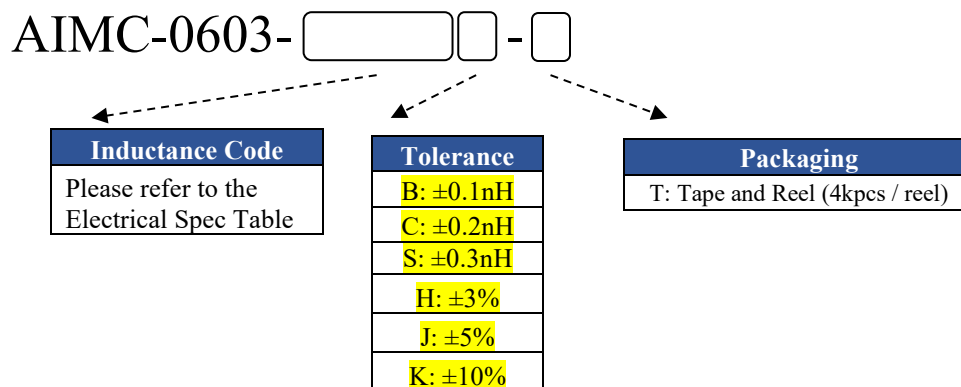 AIMC-0603- -
Inductance Code
Please refer to the
Electrical Spec Table
Tolerance
B: ±0.1nH
C: ±0.2nH
S: ±0.3nH
H: ±3%
J: ±5%
K: ±10%
Packaging
T: Tape and Reel (4kpcs / reel)